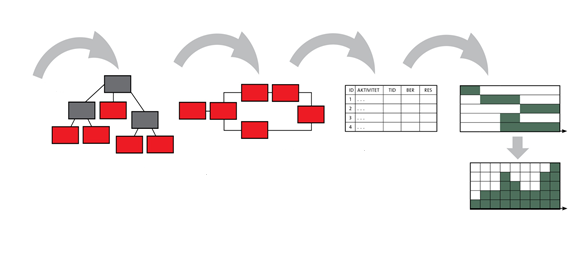 ID AKTIVITET TID BER RES
1 ...
2 ...
3 ...
4 ...